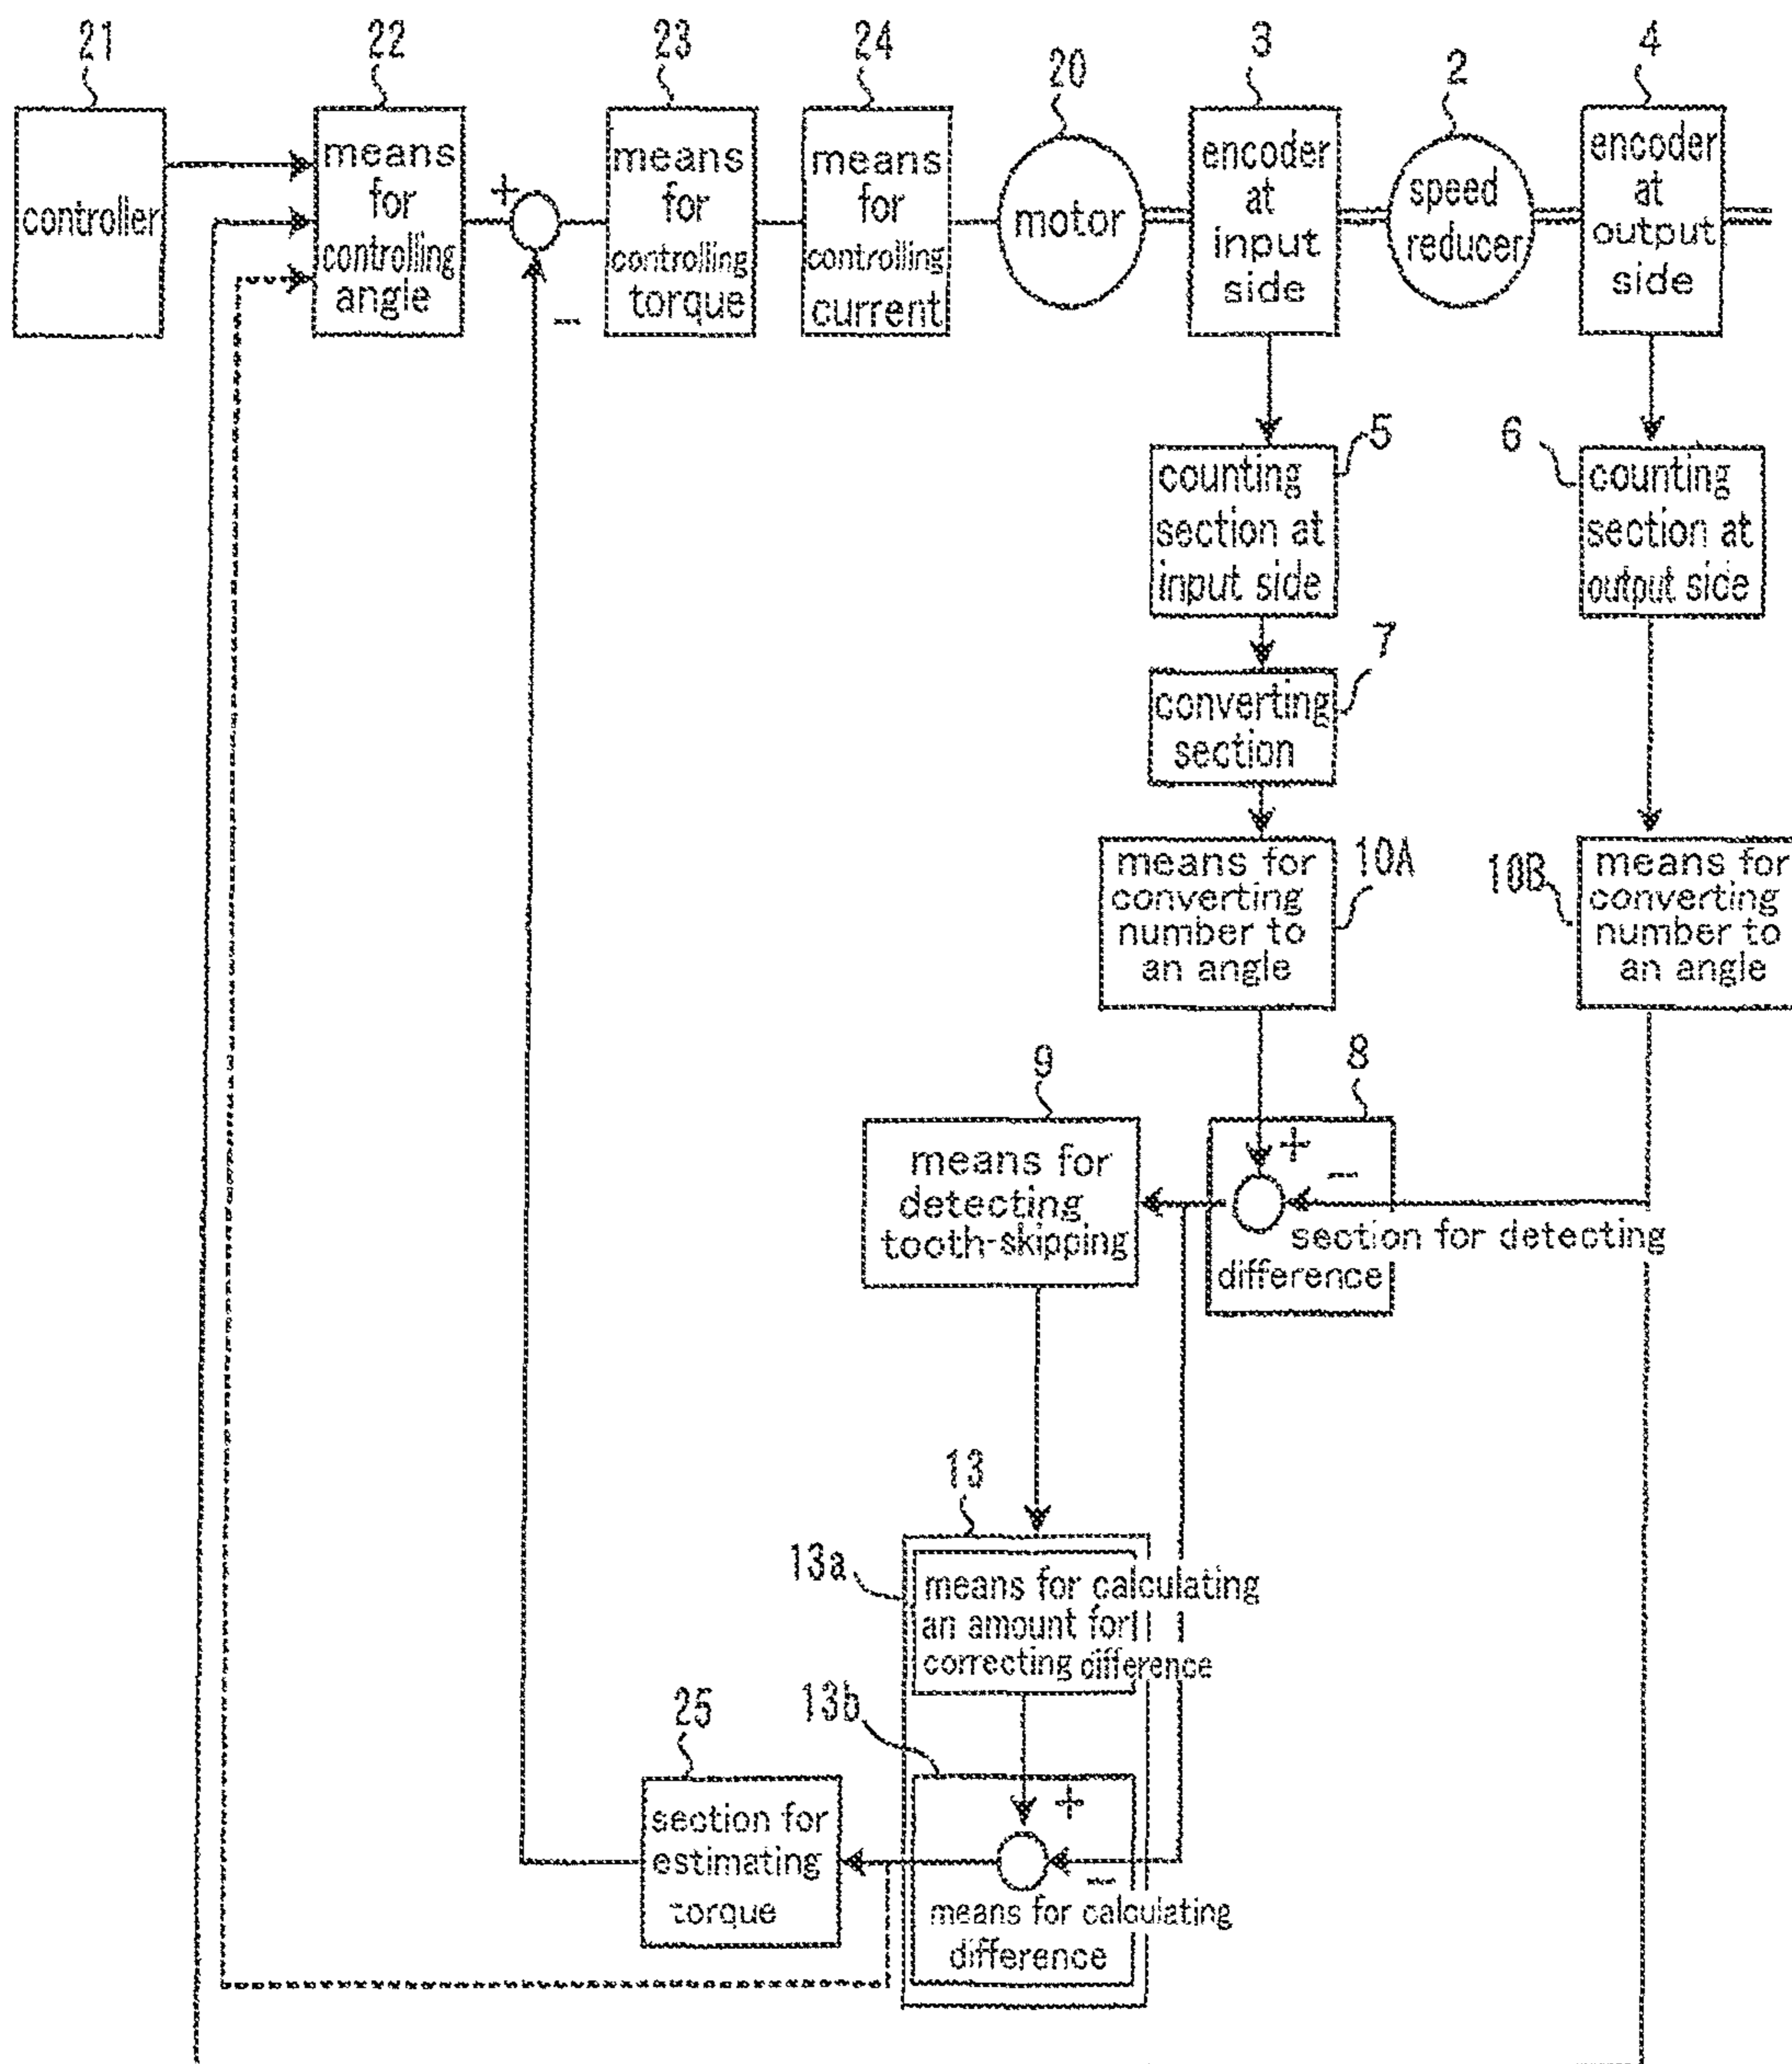 21
22
23
24
20
3
2
4
controller
means
for
controlling
angle
+
-
means
for
controlling
torque
means
for
controlling
current
motor
encoder
at
input
side
speed
reducer
encoder
at
output
side
5
counting
section at
input side
6
counting
section at
output side
7
converting
section
10A
means for
converting
number to
an angle
10B
means for
converting
number to
an angle
9
means for
detecting
tooth-skipping
8
+
-
section for detecting
difference
13
13a
means for calculating
an amount for
correcting difference
13b
+
-
means for calculating
difference
25
section for
estimating
torque